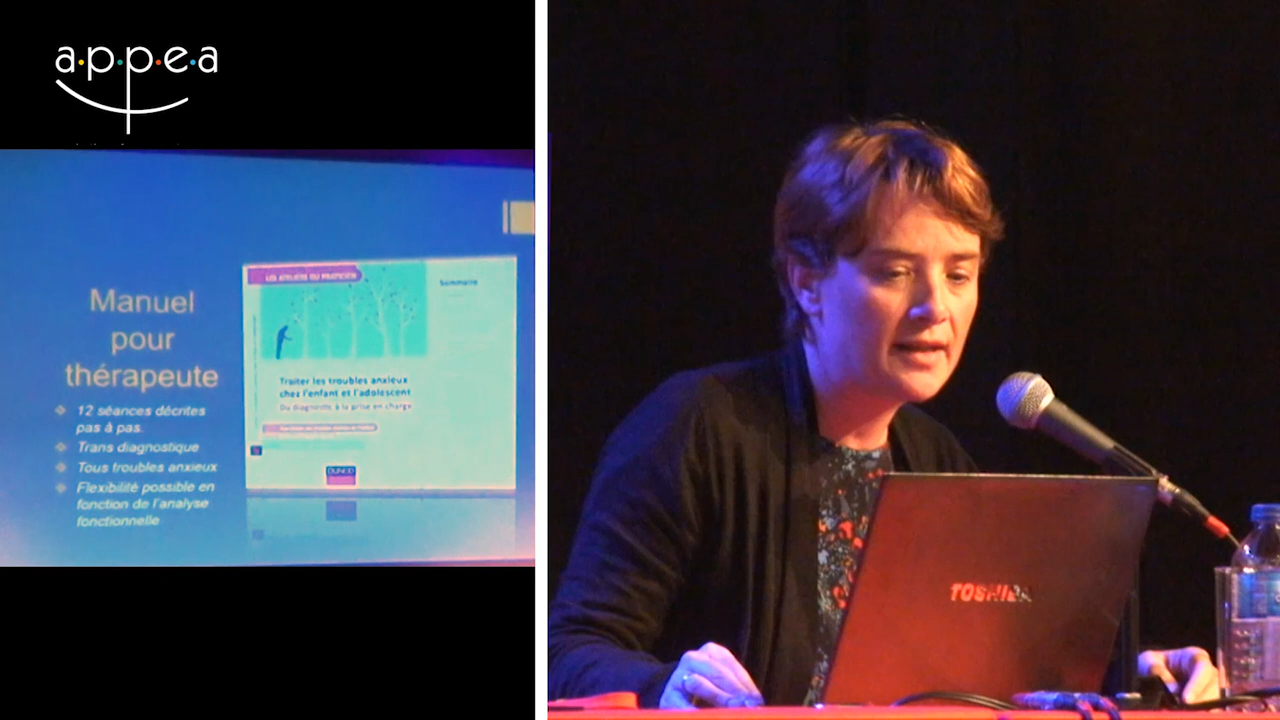 a·p·p·e·a
Manuel
pour
thérapeute
12 séances décrites
pas à pas.
Trans diagnostique
Tous troubles anxieux
Flexibilité possible en
fonction de l'analyse
fonctionnelle
LES ATELIERS DU PRATICIEN
Sommaire
Traiter les troubles anxieux
chez l'enfant et l'adolescent
Du diagnostic à la prise en charge
DUNOD
TOSHIBA